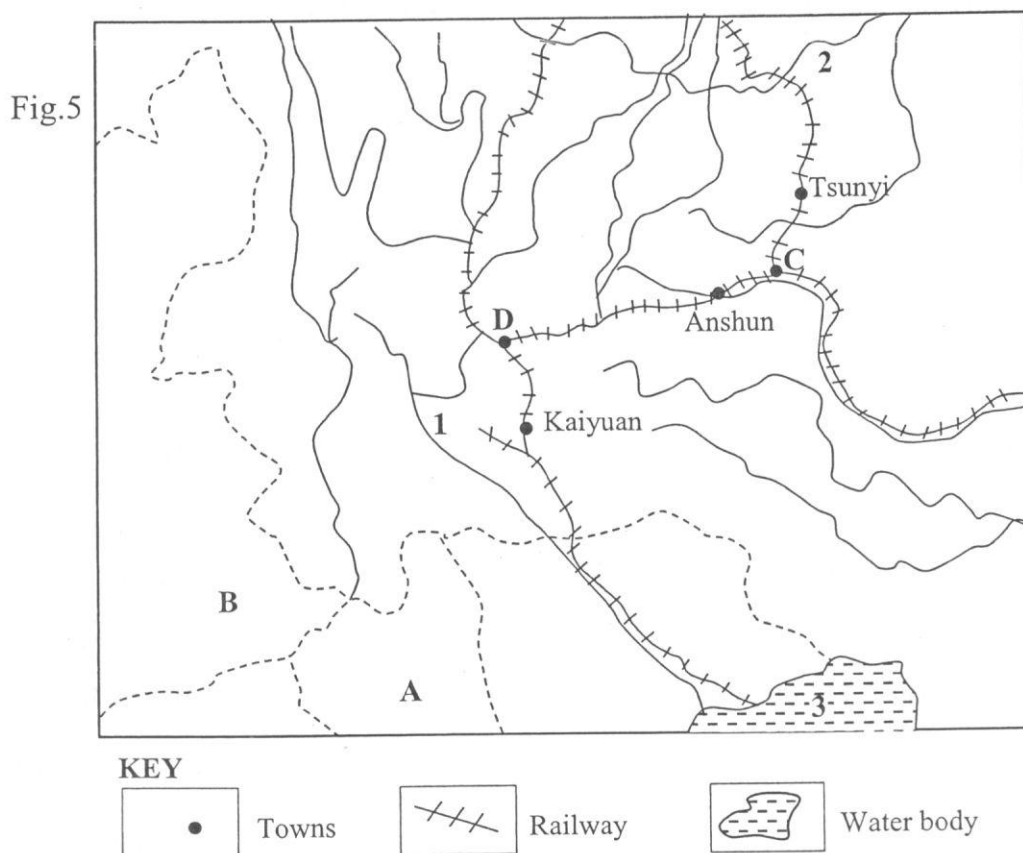 Fig.5
2
Tsunyi
C
Anshun
D
Kaiyuan
1
B
A
3
KEY
Towns
Railway
Water body